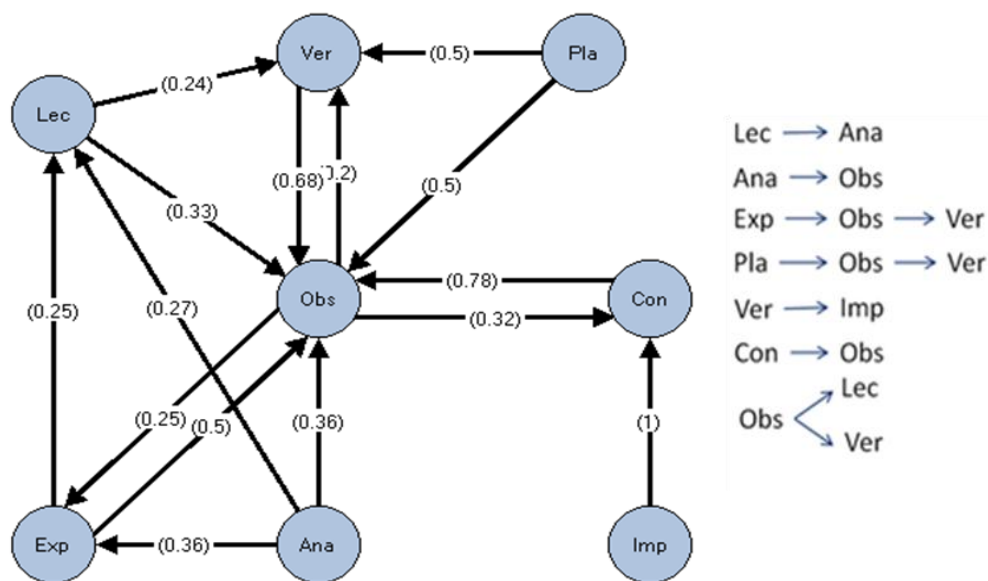 Ver
Pla
(0.5)
(0.24)
Lec
(0.68)
(0.5)
(0.33)
Obs
(0.78)
Con
(0.32)
(0.25)
(0.27)
(0.25)
(0.5)
(0.36)
(1)
Exp
(0.36)
Ana
Imp
Lec → Ana
Ana → Obs
Exp → Obs → Ver
Pla → Obs → Ver
Ver → Imp
Con → Obs
Lec
Obs
Ver